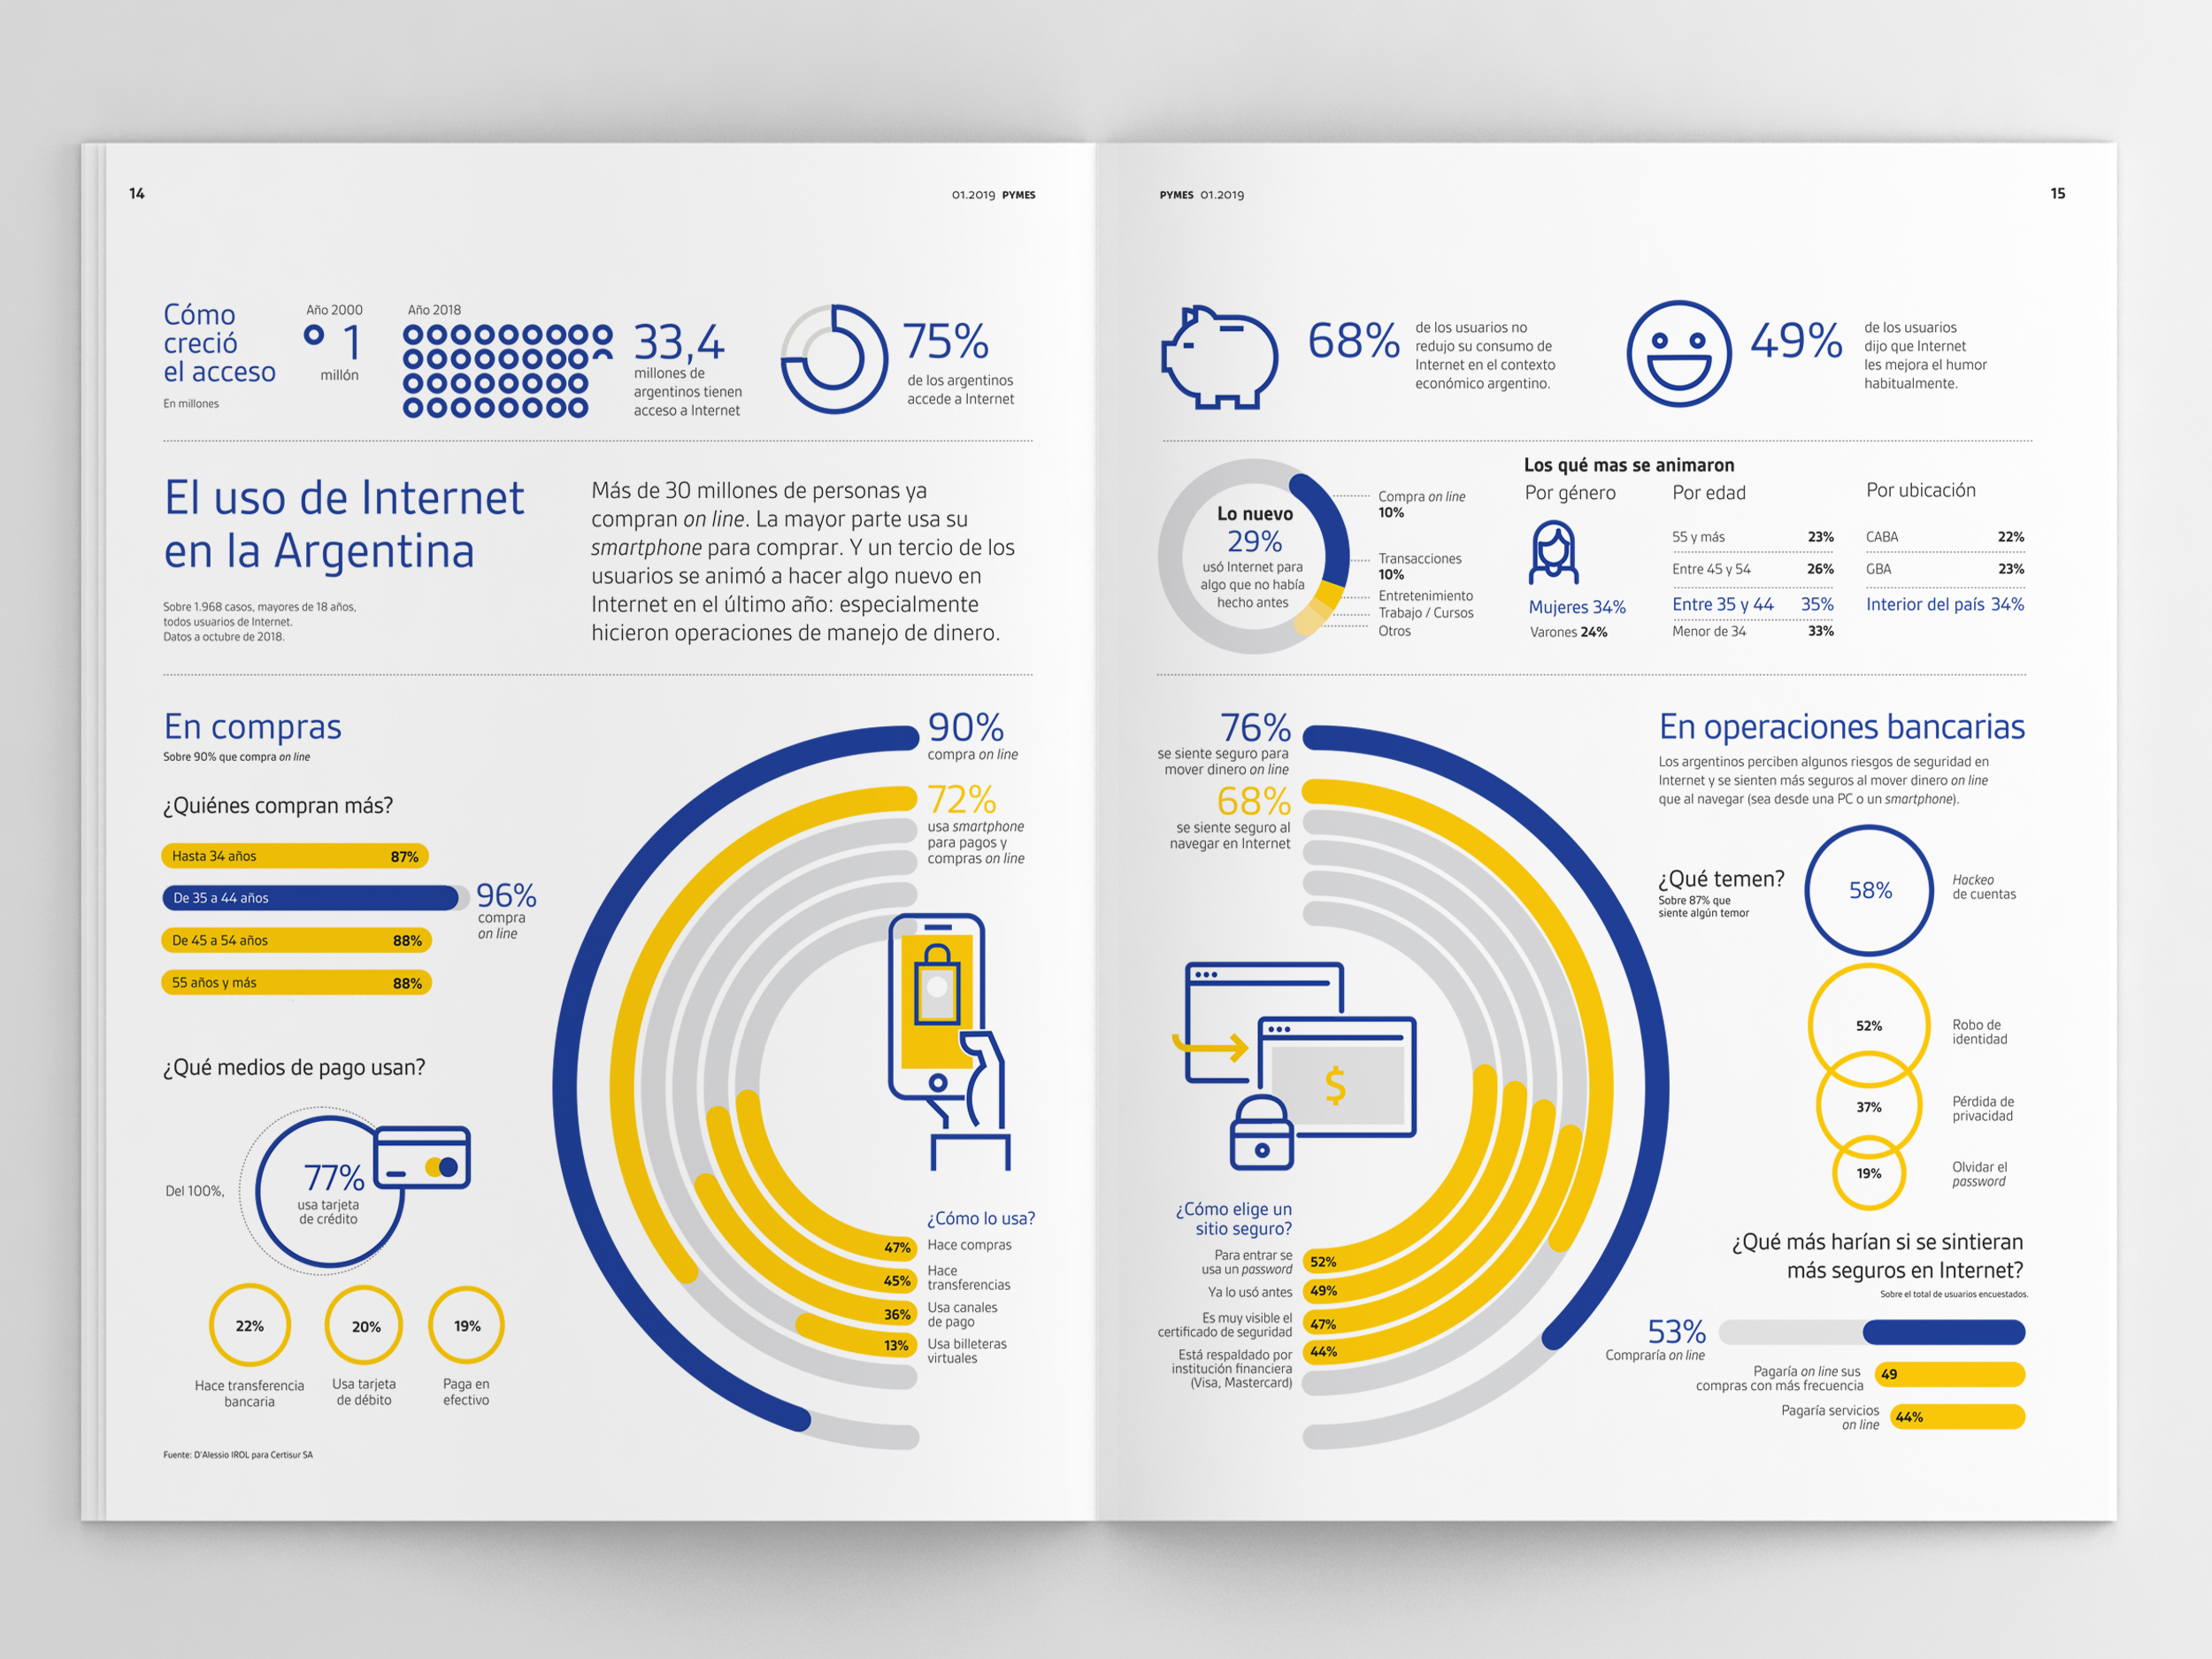 14
01.2019 PYMES
Cómo
creció
el acceso
En millones
Año 2000
1
millón
Año 2018
33,4
millones de
argentinos tienen
acceso a Internet
75%
de los argentinos
accede a Internet
El uso de Internet
en la Argentina
Sobre 1.968 casos, mayores de 18 años,
todos usuarios de Internet.
Datos a octubre de 2018.
Más de 30 millones de personas ya
compran on line. La mayor parte usa su
smartphone para comprar. Y un tercio de los
usuarios se animó a hacer algo nuevo en
Internet en el último año: especialmente
hicieron operaciones de manejo de dinero.
En compras
Sobre 90% que compra on line
¿Quiénes compran más?
Hasta 34 años 87%
De 35 a 44 años
96%
compra
on line
De 45 a 54 años 88%
55 años y más 88%
¿Qué medios de pago usan?
Del 100%,
77%
usa tarjeta
de crédito
22%
Hace transferencia
bancaria
20%
Usa tarjeta
de débito
19%
Paga en
efectivo
Fuente: D'Alessio IROL para Certisur SA
90%
compra on line
72%
usa smartphone
para pagos y
compras on line
¿Cómo lo usa?
47% Hace compras
45% Hace
transferencias
36% Usa canales
de pago
13% Usa billeteras
virtuales
PYMES 01.2019
15
68%
de los usuarios no
redujo su consumo de
Internet en el contexto
económico argentino.
49%
de los usuarios
dijo que Internet
les mejora el humor
habitualmente.
Lo nuevo
29%
usó Internet para
algo que no había
hecho antes
Compra on line
10%
Transacciones
10%
Entretenimiento
Trabajo / Cursos
Otros
Los qué mas se animaron
Por género
Mujeres 34%
Varones 24%
Por edad
55 y más 23%
Entre 45 y 54 26%
Entre 35 y 44 35%
Menor de 34 33%
Por ubicación
CABA 22%
GBA 23%
Interior del país 34%
76%
se siente seguro para
mover dinero on line
68%
se siente seguro al
navegar en Internet
$
¿Cómo elige un
sitio seguro?
Para entrar se
usa un password 52%
Ya lo usó antes 49%
Es muy visible el
certificado de seguridad 47%
Está respaldado por 44%
institución financiera
(Visa, Mastercard)
En operaciones bancarias
Los argentinos perciben algunos riesgos de seguridad en
Internet y se sienten más seguros al mover dinero on line
que al navegar (sea desde una PC o un smartphone).
¿Qué temen?
Sobre 87% que
siente algún temor
58%
Hackeo
de cuentas
52%
Robo de
identidad
37%
Pérdida de
privacidad
19%
Olvidar el
password
¿Qué más harían si se sintieran
más seguros en Internet?
Sobre el total de usuarios encuestados.
53%
Compraría on line
Pagaría on line sus
compras con más frecuencia
49
Pagaría servicios
on line
44%